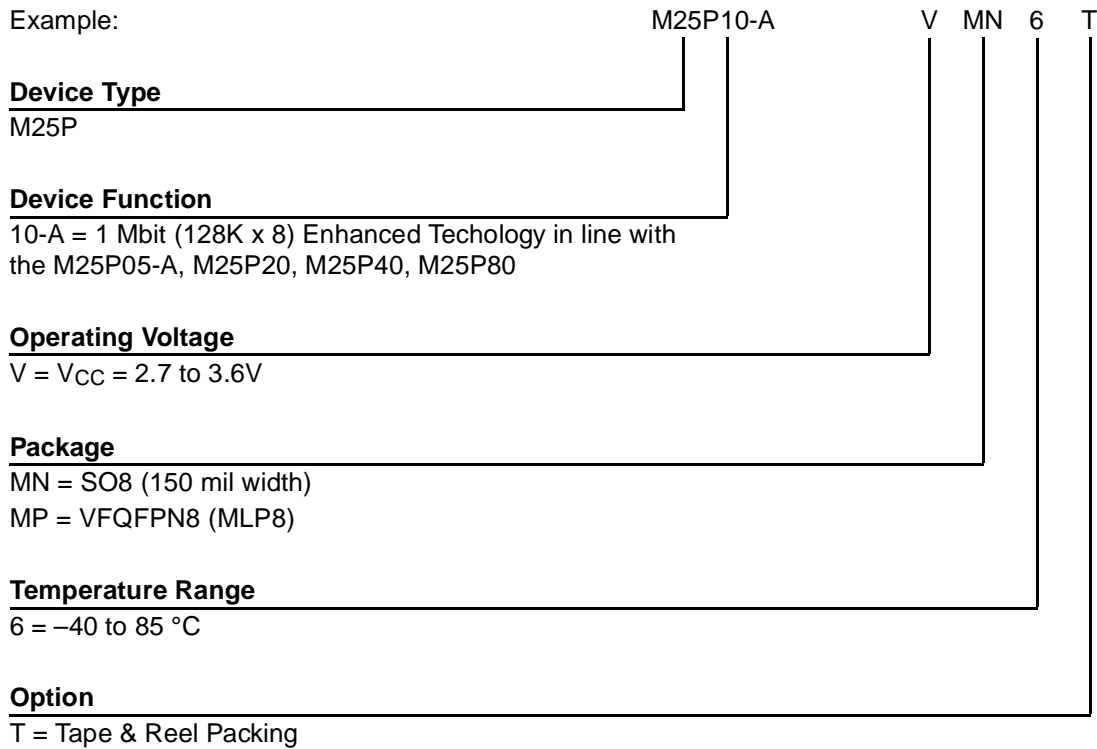 Example: M25P10-A V MN 6 T
Device Type
M25P
Device Function
10-A = 1 Mbit (128K x 8) Enhanced Techology in line with
the M25P05-A, M25P20, M25P40, M25P80
Operating Voltage
V = VCC = 2.7 to 3.6V
Package
MN = SO8 (150 mil width)
MP = VFQFPN8 (MLP8)
Temperature Range
6 = –40 to 85 °C
Option
T = Tape & Reel Packing